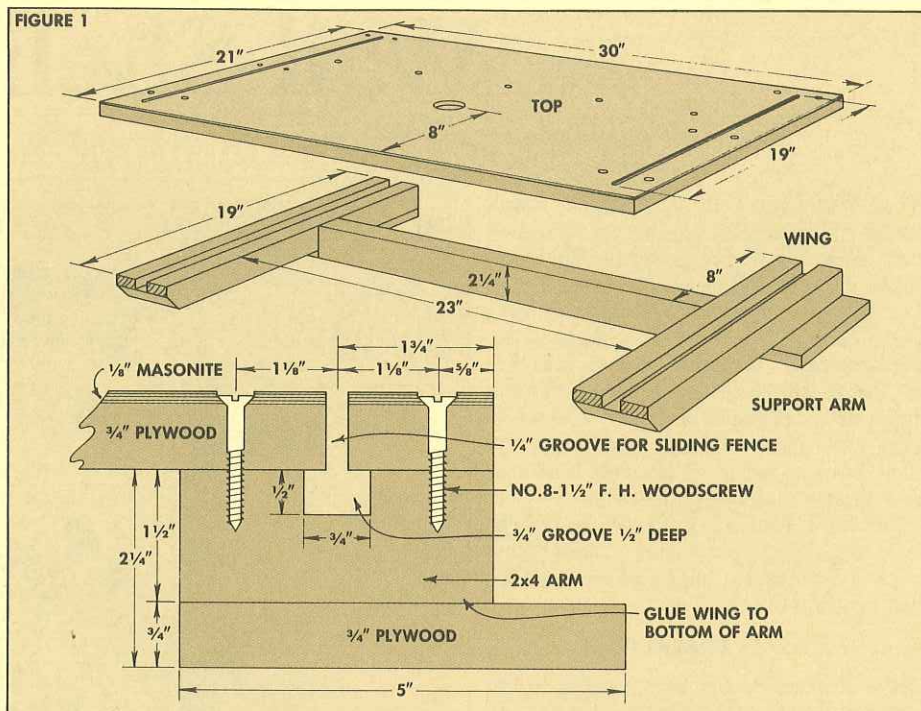 FIGURE 1
21"
30"
TOP
8"
19"
19"
WING
8"
2¼"
23"
1¾"
1⅛"
1⅛"
⅝"
⅛" MASONITE
SUPPORT ARM
¾" PLYWOOD
¼" GROOVE FOR SLIDING FENCE
½"
NO.8-1½" F. H. WOODSCREW
1½"
¾"
¾" GROOVE ½" DEEP
2¼"
2x4 ARM
¾"
¾" PLYWOOD
GLUE WING TO
BOTTOM OF ARM
5"